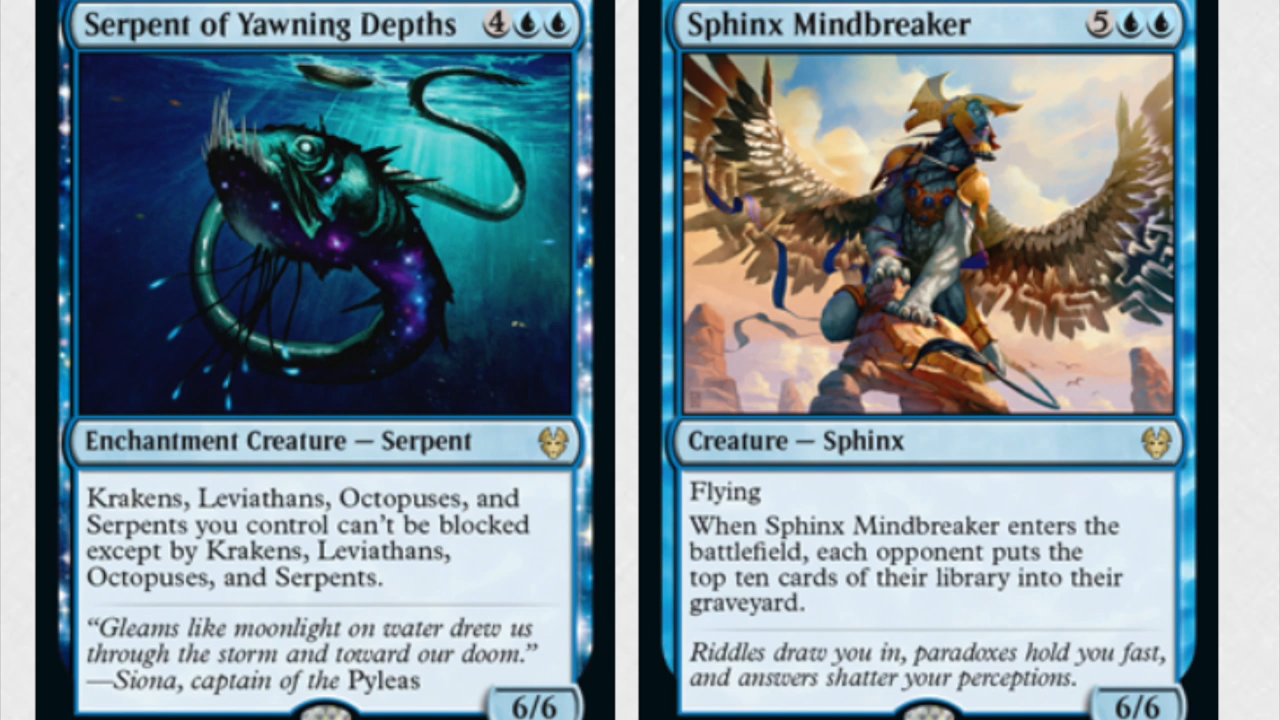 Serpent of Yawning Depths 4
Enchantment Creature — Serpent
Krakens, Leviathans, Octopuses, and
Serpents you control can't be blocked
except by Krakens, Leviathans,
Octopuses, and Serpents.
“Gleams like moonlight on water drew us
through the storm and toward our doom.”
—Siona, captain of the Pyleas
6/6
Sphinx Mindbreaker 5
Creature — Sphinx
Flying
When Sphinx Mindbreaker enters the
battlefield, each opponent puts the
top ten cards of their library into their
graveyard.
Riddles draw you in, paradoxes hold you fast,
and answers shatter your perceptions.
6/6